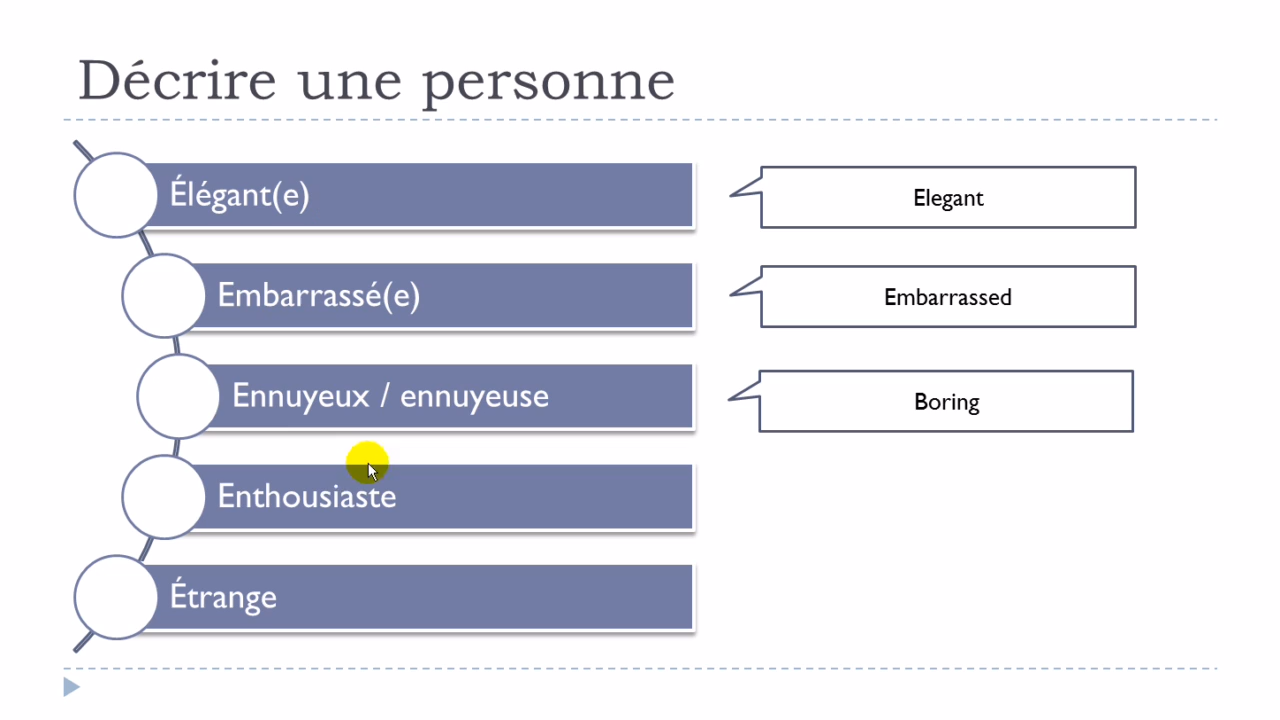 Décrire une personne
Élégant(e)
Elegant
Embarrassé(e)
Embarrassed
Ennuyeux / ennuyeuse
Boring
Enthousiaste
Étrange